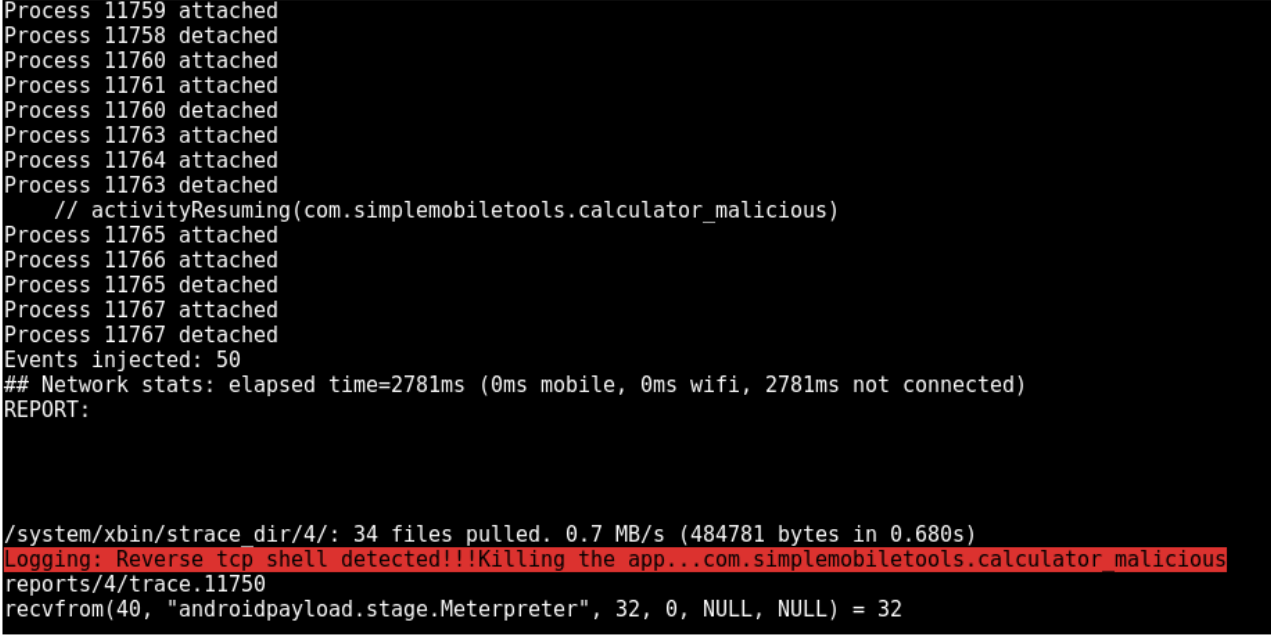 Process 11759 attached
Process 11758 detached
Process 11760 attached
Process 11761 attached
Process 11760 detached
Process 11763 attached
Process 11764 attached
Process 11763 detached
    // activityResuming(com.simplemobiletools.calculator_malicious)
Process 11765 attached
Process 11766 attached
Process 11765 detached
Process 11767 attached
Process 11767 detached
Events injected: 50
## Network stats: elapsed time=2781ms (0ms mobile, 0ms wifi, 2781ms not connected)
REPORT:
/system/xbin/strace_dir/4/: 34 files pulled. 0.7 MB/s (484781 bytes in 0.680s)
Logging: Reverse tcp shell detected!!!Killing the app...com.simplemobiletools.calculator_malicious
reports/4/trace.11750
recvfrom(40, "androidpayload.stage.Meterpreter", 32, 0, NULL, NULL) = 32